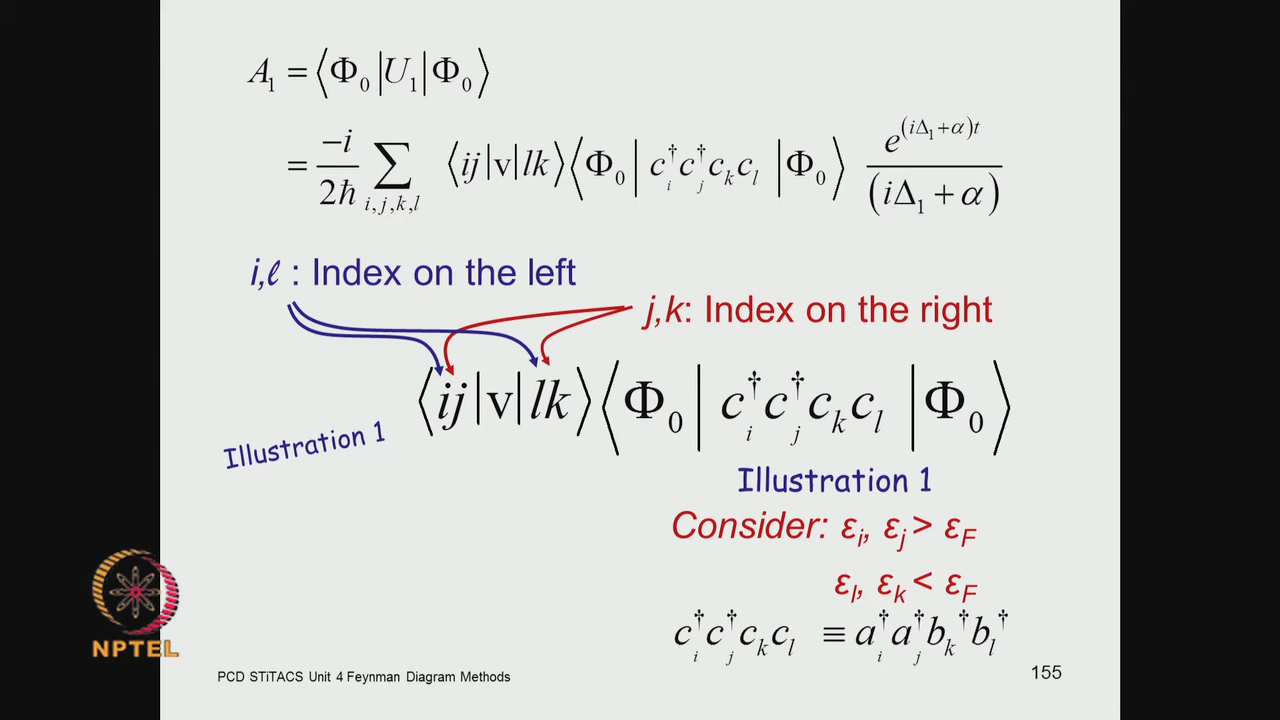 A₁ = ⟨Φ₀|U₁|Φ₀⟩
= −i/2ħ ∑_{i,j,k,l} ⟨ij|v|lk⟩⟨Φ₀| c_i† c_j† c_k c_l |Φ₀⟩ e^{(iΔ₁+α)t}/(iΔ₁+α)
i,ℓ : Index on the left
j,k: Index on the right
⟨ij|v|lk⟩⟨Φ₀| c_i† c_j† c_k c_l |Φ₀⟩
Illustration 1
Illustration 1
Consider: ε_i, ε_j > ε_F
ε_l, ε_k < ε_F
c_i† c_j† c_k c_l ≡ a_i† a_j† b_k† b_l†
NPTEL
PCD STiTACS Unit 4 Feynman Diagram Methods
155